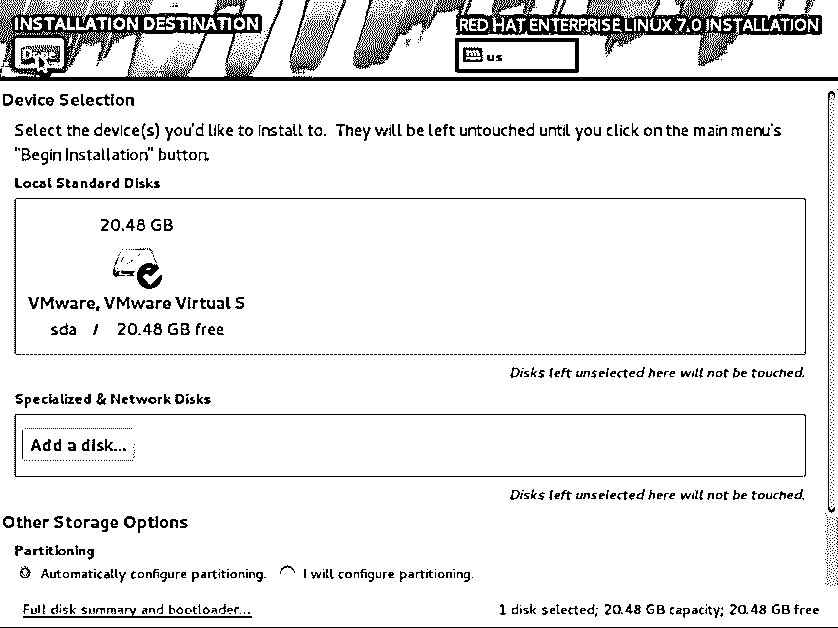 INSTALLATION DESTINATION
RED HAT ENTERPRISE LINUX 7.0 INSTALLATION
Done
us
Device Selection
Select the device(s) you'd like to install to. They will be left untouched until you click on the main menu's
"Begin Installation" button.
Local Standard Disks
20.48 GB
VMware, VMware Virtual S
sda / 20.48 GB free
Disks left unselected here will not be touched.
Specialized & Network Disks
Add a disk...
Disks left unselected here will not be touched.
Other Storage Options
Partitioning
Automatically configure partitioning. I will configure partitioning.
Full disk summary and bootloader...
1 disk selected; 20.48 GB capacity; 20.48 GB free